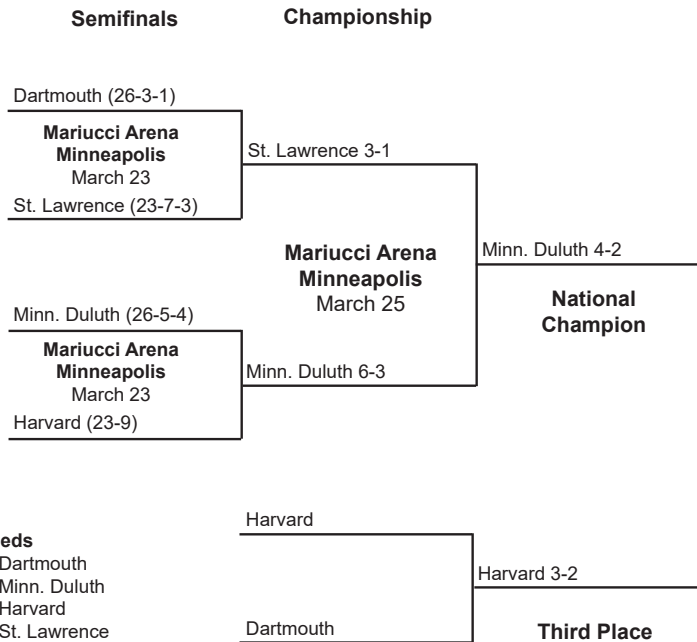 Semifinals
Championship
Dartmouth (26-3-1)
Mariucci Arena
Minneapolis
March 23
St. Lawrence (23-7-3)
St. Lawrence 3-1
Mariucci Arena
Minneapolis
March 25
Minn. Duluth 4-2
National
Champion
Minn. Duluth (26-5-4)
Mariucci Arena
Minneapolis
March 23
Harvard (23-9)
Minn. Duluth 6-3
eds
Dartmouth
Minn. Duluth
Harvard
St. Lawrence
Harvard
Dartmouth
Harvard 3-2
Third Place